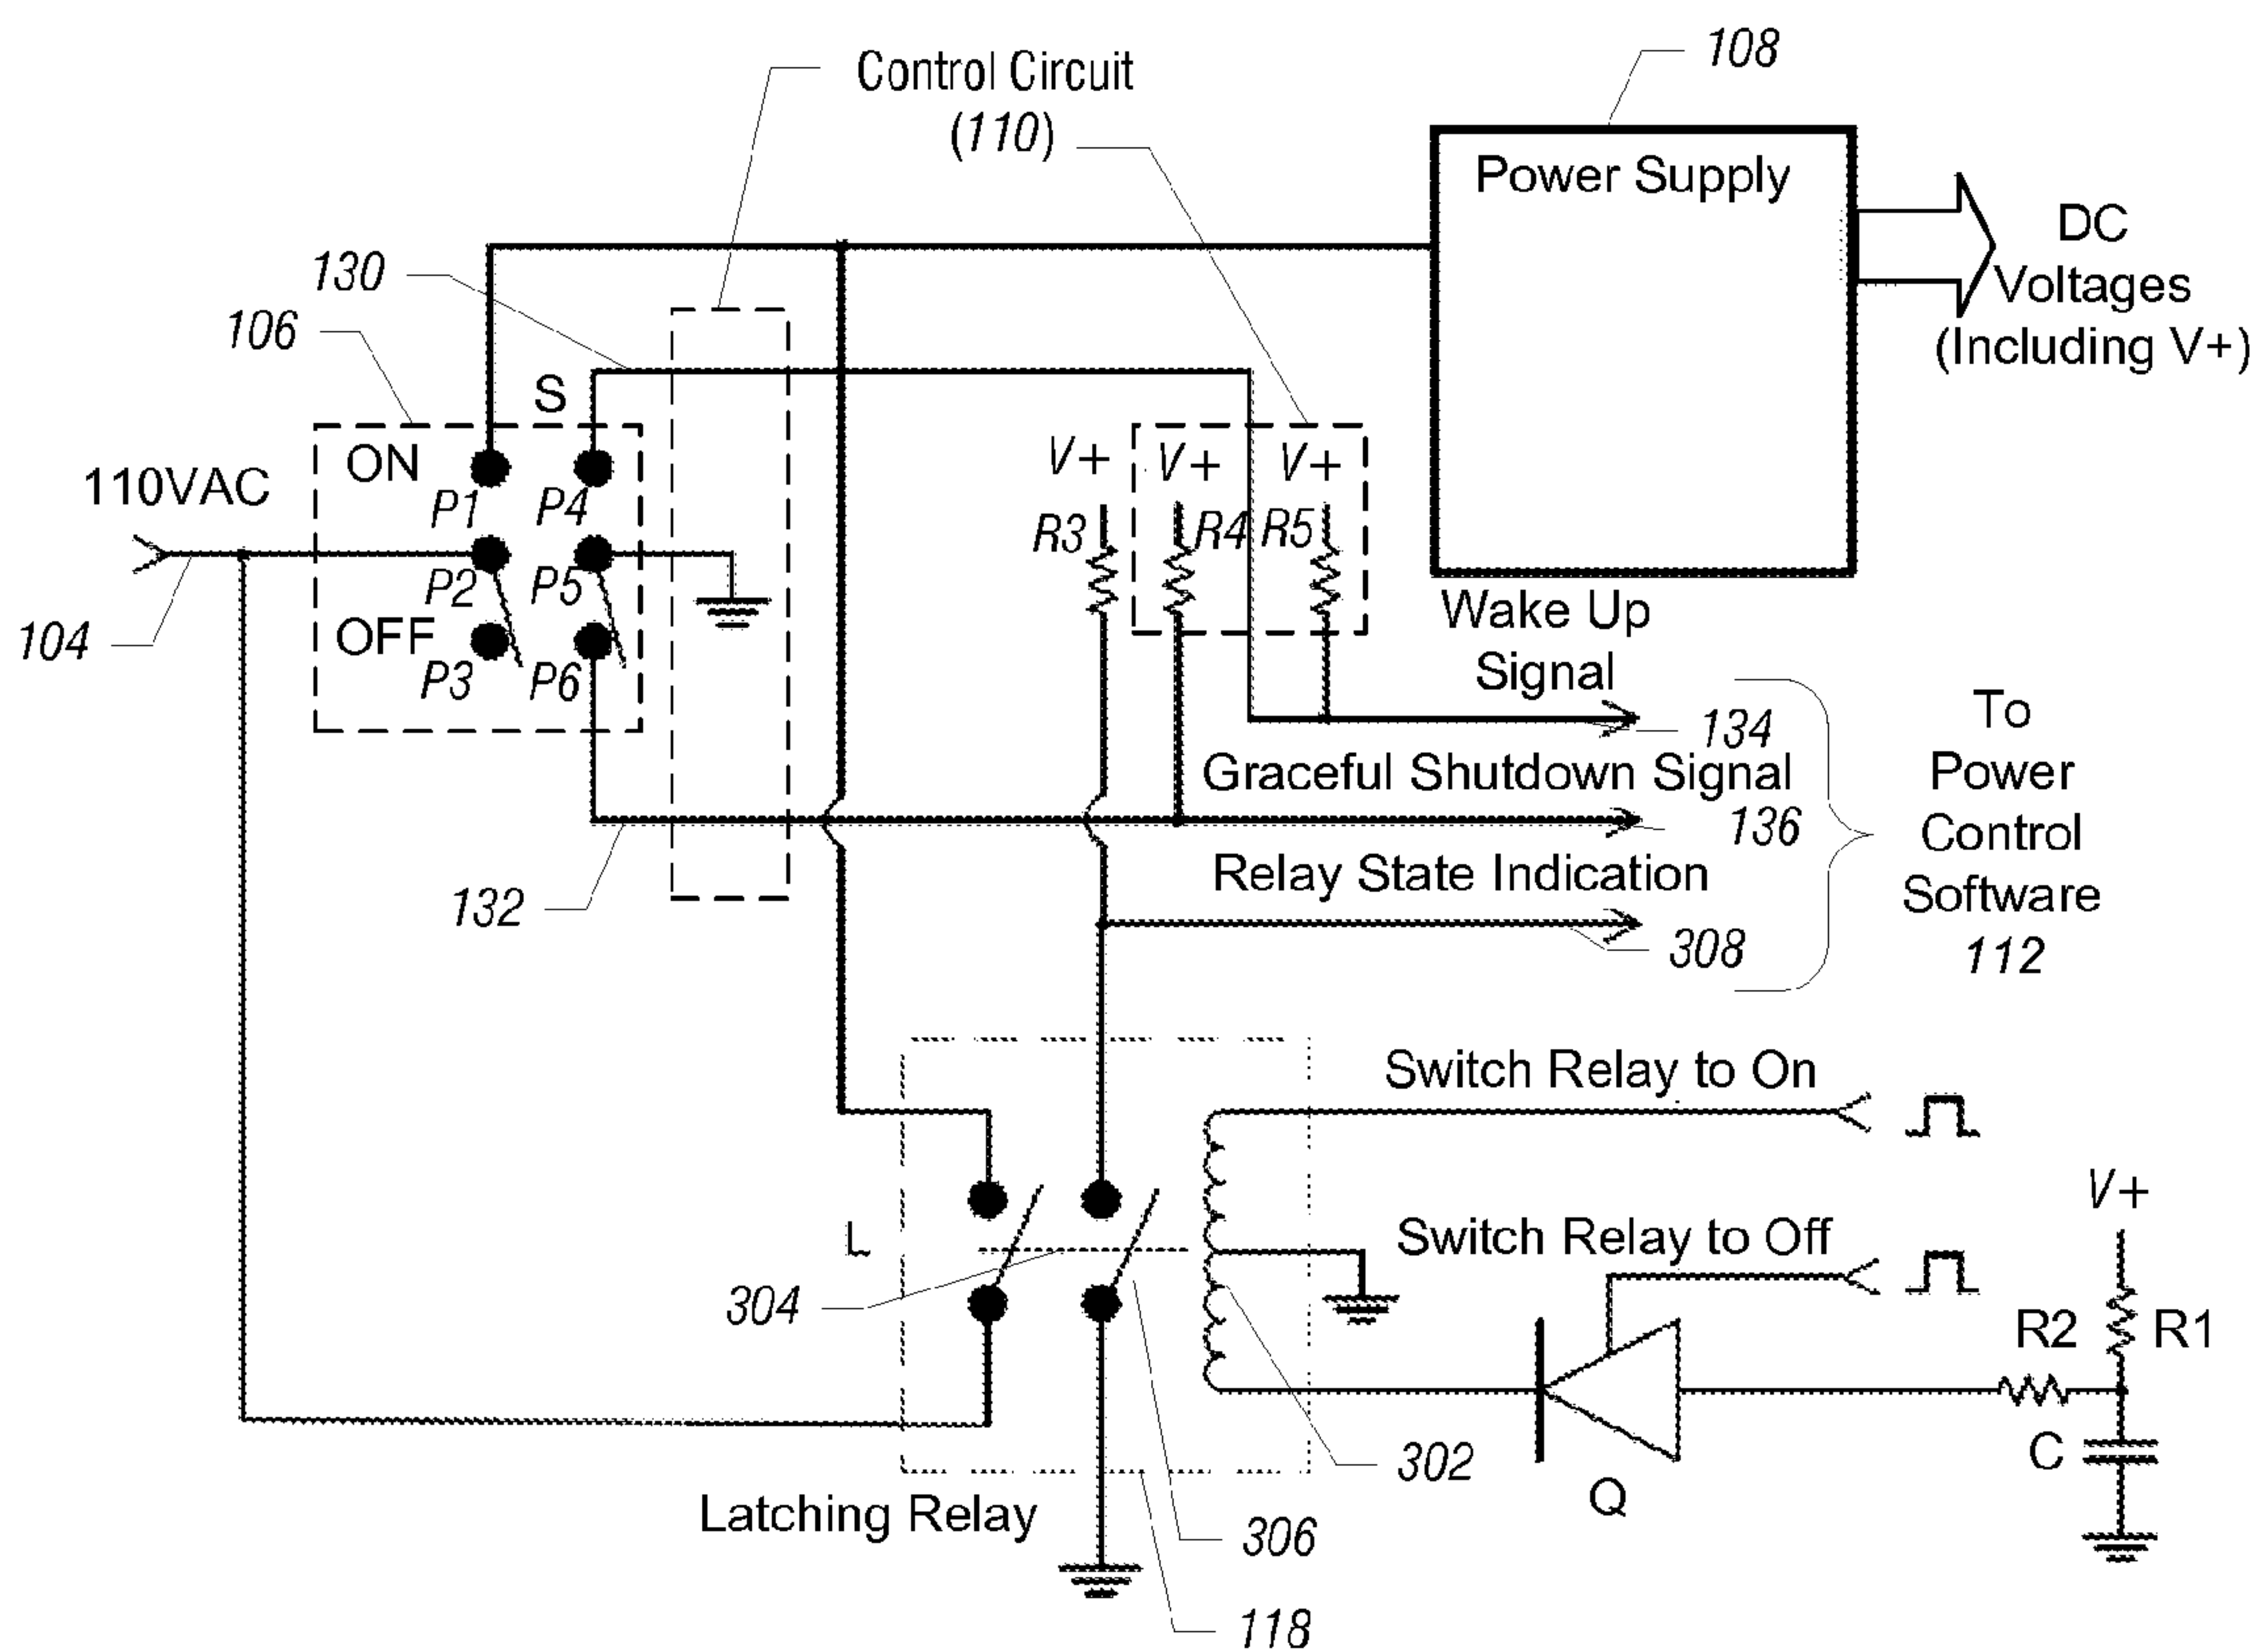 108
Control Circuit
(110)
Power Supply
DC
Voltages
(Including V+)
130
106
S
ON
110VAC
P1
P4
V+
V+
V+
R3
R4
R5
P2
P5
104
OFF
P3
P6
Wake Up
Signal
134
To
Power
Control
Software
112
Graceful Shutdown Signal
136
132
Relay State Indication
308
Switch Relay to On
V+
L
Switch Relay to Off
304
R2
R1
302
C
Q
Latching Relay
306
118